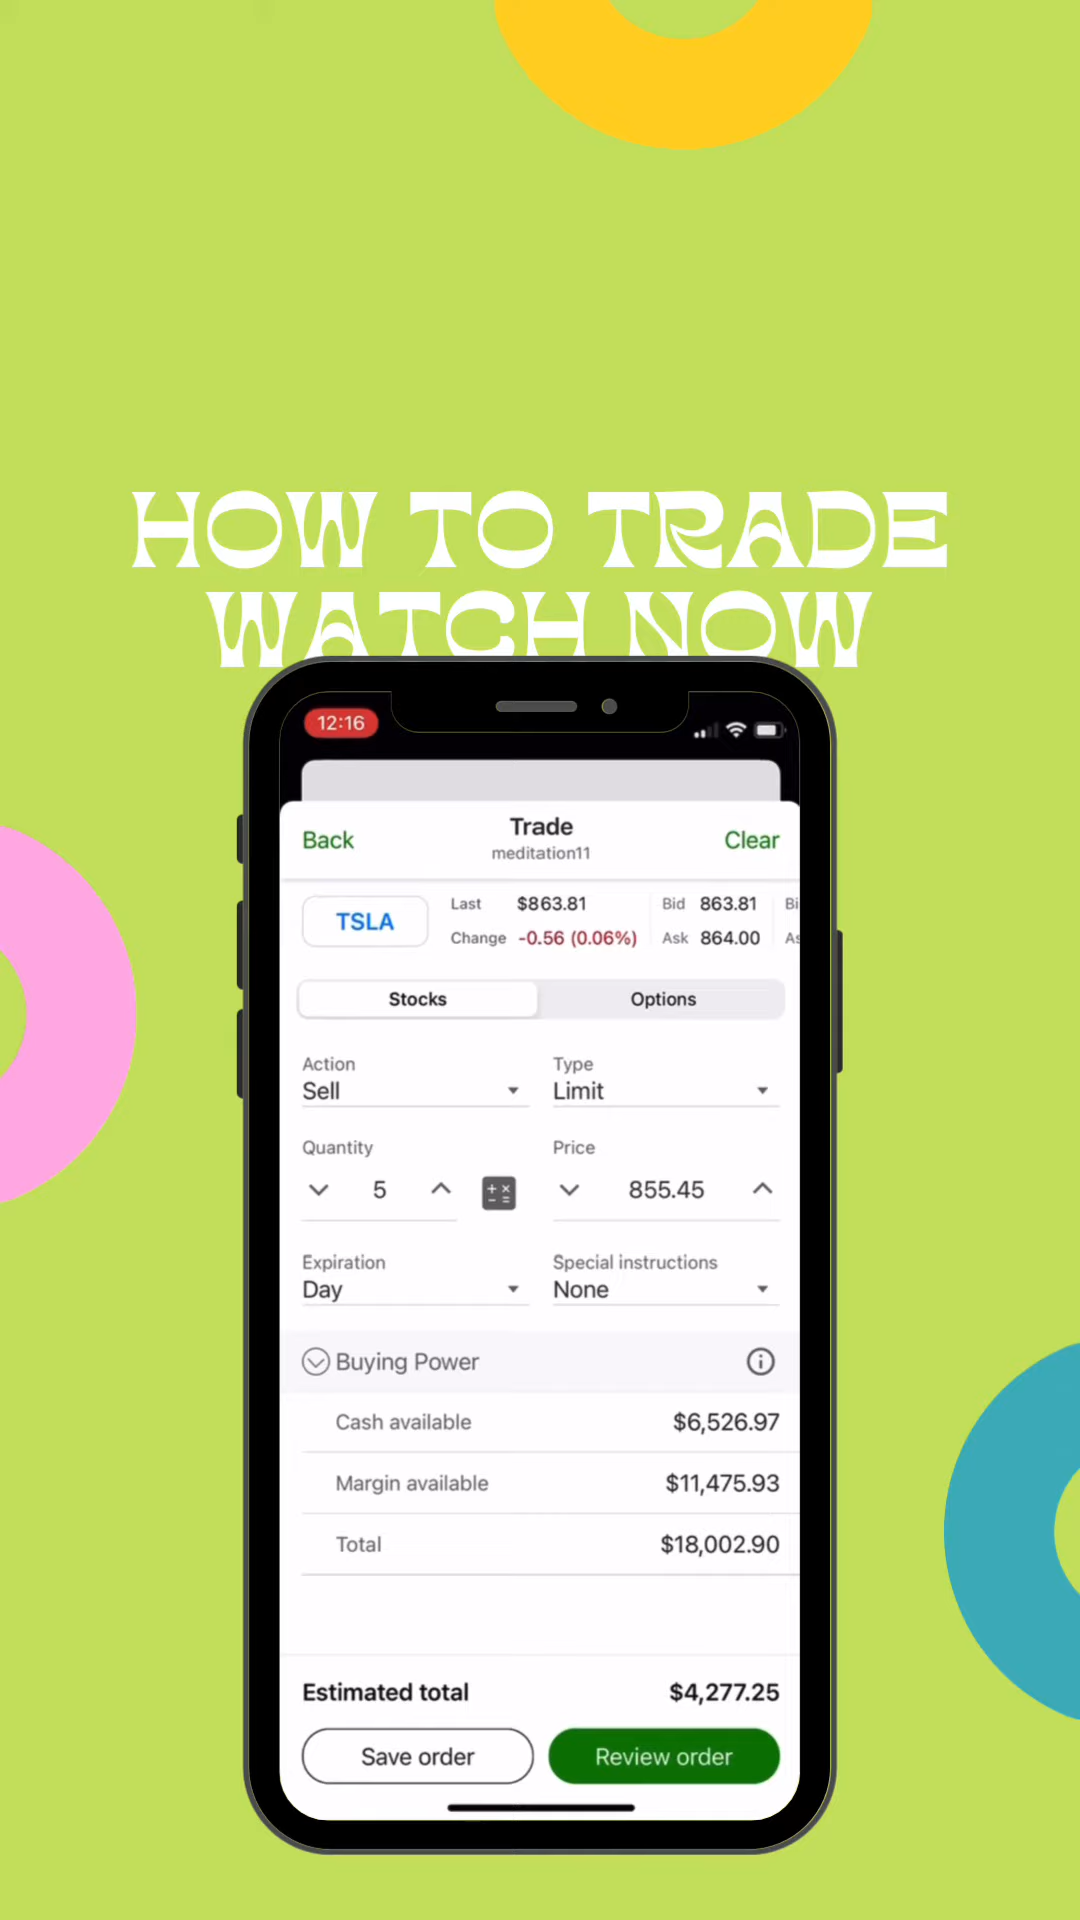 HOW TO TRADE
WATCH NOW
12:16
Back
Trade
Clear
meditation11
TSLA
Last $863.81
Bid 863.81
Bi
Change -0.56 (0.06%)
Ask 864.00
As
Stocks
Options
Action
Type
Sell
Limit
Quantity
Price
5
855.45
Expiration
Special instructions
Day
None
Buying Power
Cash available $6,526.97
Margin available $11,475.93
Total $18,002.90
Estimated total $4,277.25
Save order
Review order